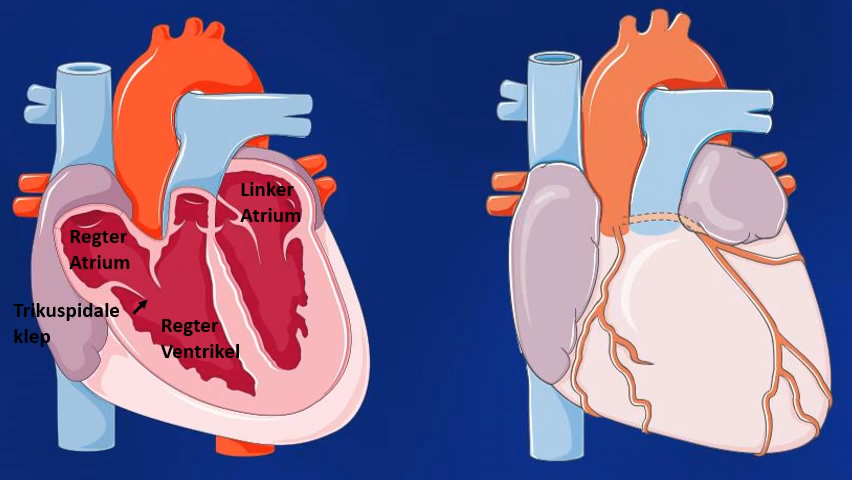 Linker
Atrium
Regter
Atrium
Trikuspidale
klep
Regter
Ventrikel